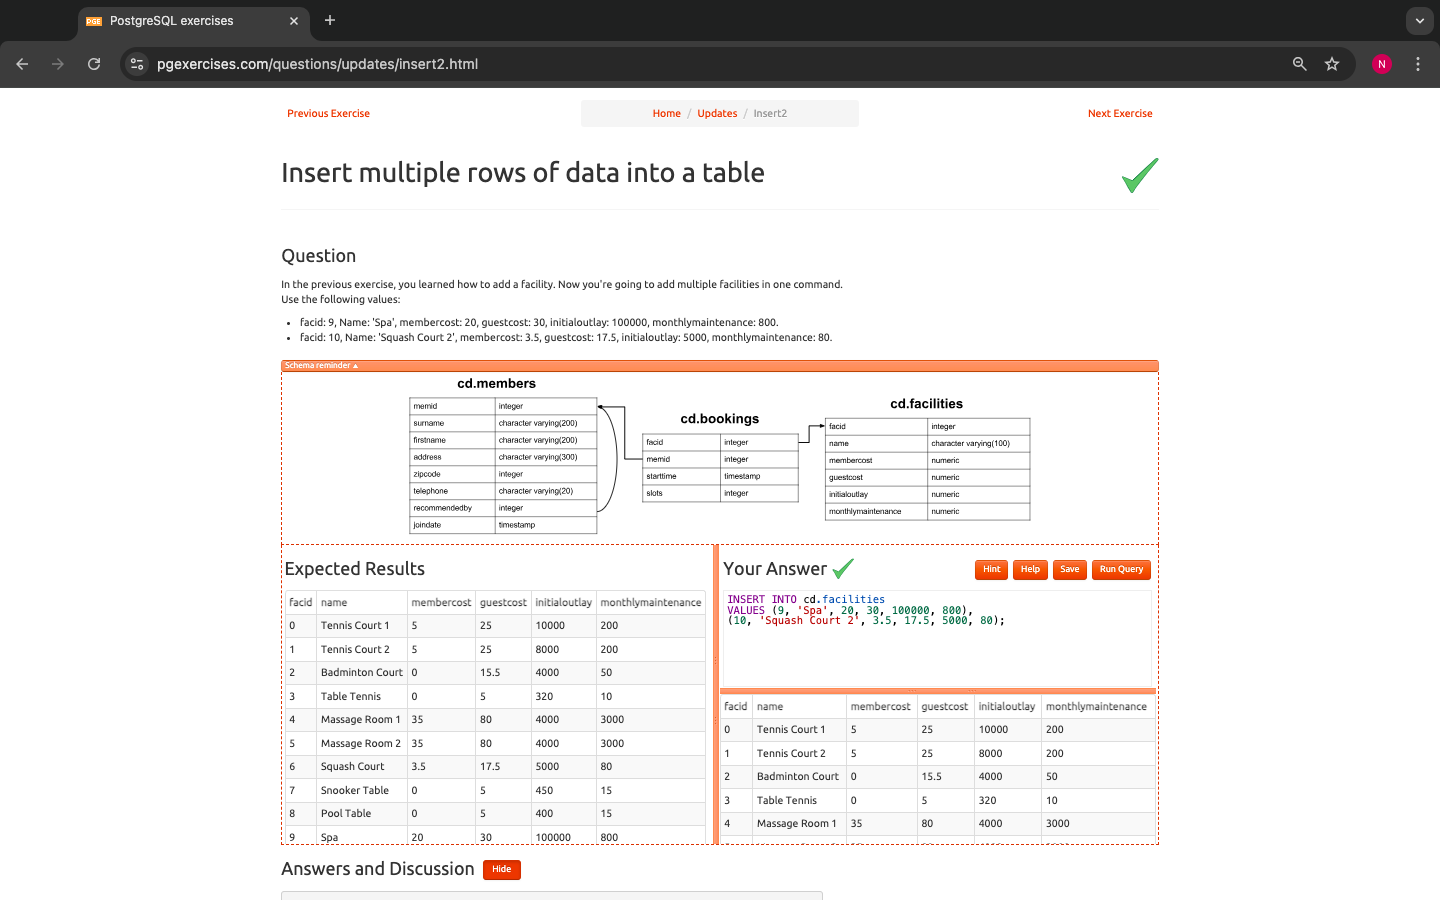 PGE PostgreSQL exercises
pgexercises.com/questions/updates/insert2.html
N
Previous Exercise
Home / Updates / Insert2
Next Exercise
Insert multiple rows of data into a table
Question
In the previous exercise, you learned how to add a facility. Now you're going to add multiple facilities in one command.
Use the following values:
• facid: 9, Name: 'Spa', membercost: 20, guestcost: 30, initialoutlay: 100000, monthlymaintenance: 800.
• facid: 10, Name: 'Squash Court 2', membercost: 3.5, guestcost: 17.5, initialoutlay: 5000, monthlymaintenance: 80.
Schema reminder
cd.members
memid integer
surname character varying(200)
firstname character varying(200)
address character varying(300)
zipcode integer
telephone character varying(20)
recommendedby integer
joindate timestamp
cd.bookings
facid integer
memid integer
starttime timestamp
slots integer
cd.facilities
facid integer
name character varying(100)
membercost numeric
guestcost numeric
initialoutlay numeric
monthlymaintenance numeric
Expected Results
facid name membercost guestcost initialoutlay monthlymaintenance
0 Tennis Court 1 5 25 10000 200
1 Tennis Court 2 5 25 8000 200
2 Badminton Court 0 15.5 4000 50
3 Table Tennis 0 5 320 10
4 Massage Room 1 35 80 4000 3000
5 Massage Room 2 35 80 4000 3000
6 Squash Court 3.5 17.5 5000 80
7 Snooker Table 0 5 450 15
8 Pool Table 0 5 400 15
9 Spa 20 30 100000 800
Your Answer
Hint Help Save Run Query
INSERT INTO cd.facilities
VALUES (9, 'Spa', 20, 30, 100000, 800),
(10, 'Squash Court 2', 3.5, 17.5, 5000, 80);
facid name membercost guestcost initialoutlay monthlymaintenance
0 Tennis Court 1 5 25 10000 200
1 Tennis Court 2 5 25 8000 200
2 Badminton Court 0 15.5 4000 50
3 Table Tennis 0 5 320 10
4 Massage Room 1 35 80 4000 3000
Answers and Discussion Hide